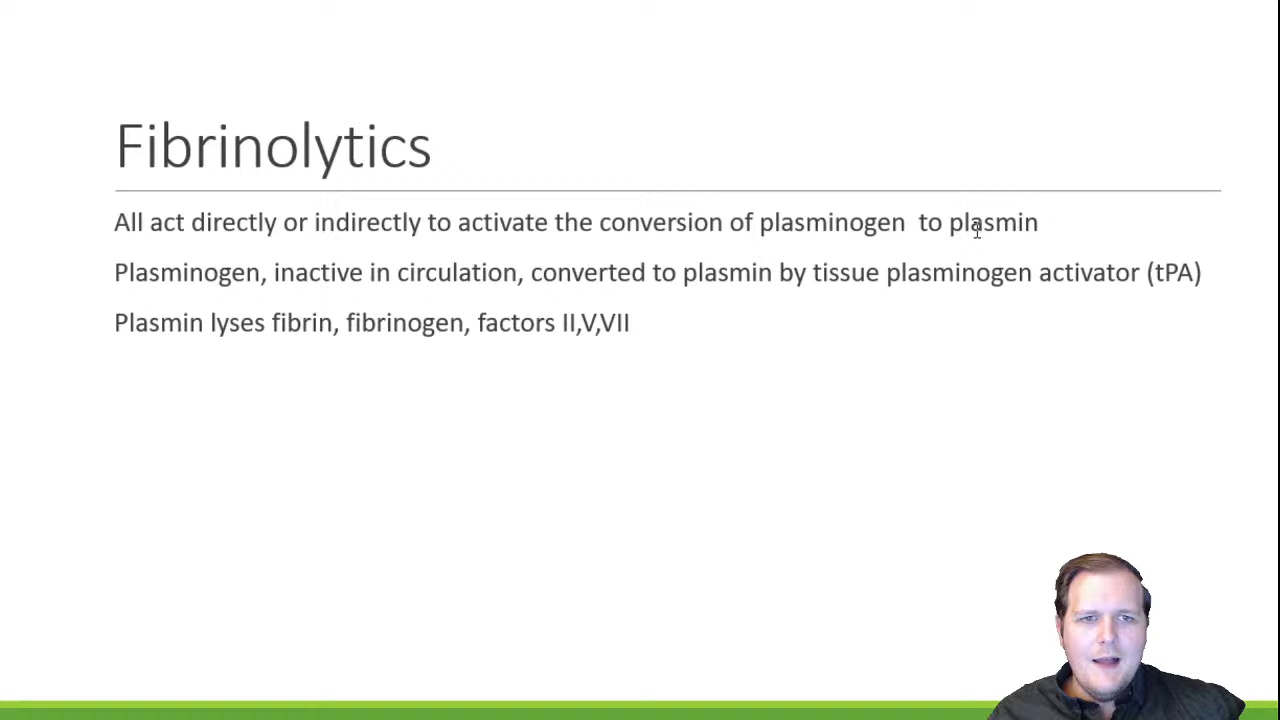 Fibrinolytics
All act directly or indirectly to activate the conversion of plasminogen  to plasmin
Plasminogen, inactive in circulation, converted to plasmin by tissue plasminogen activator (tPA)
Plasmin lyses fibrin, fibrinogen, factors II,V,VII